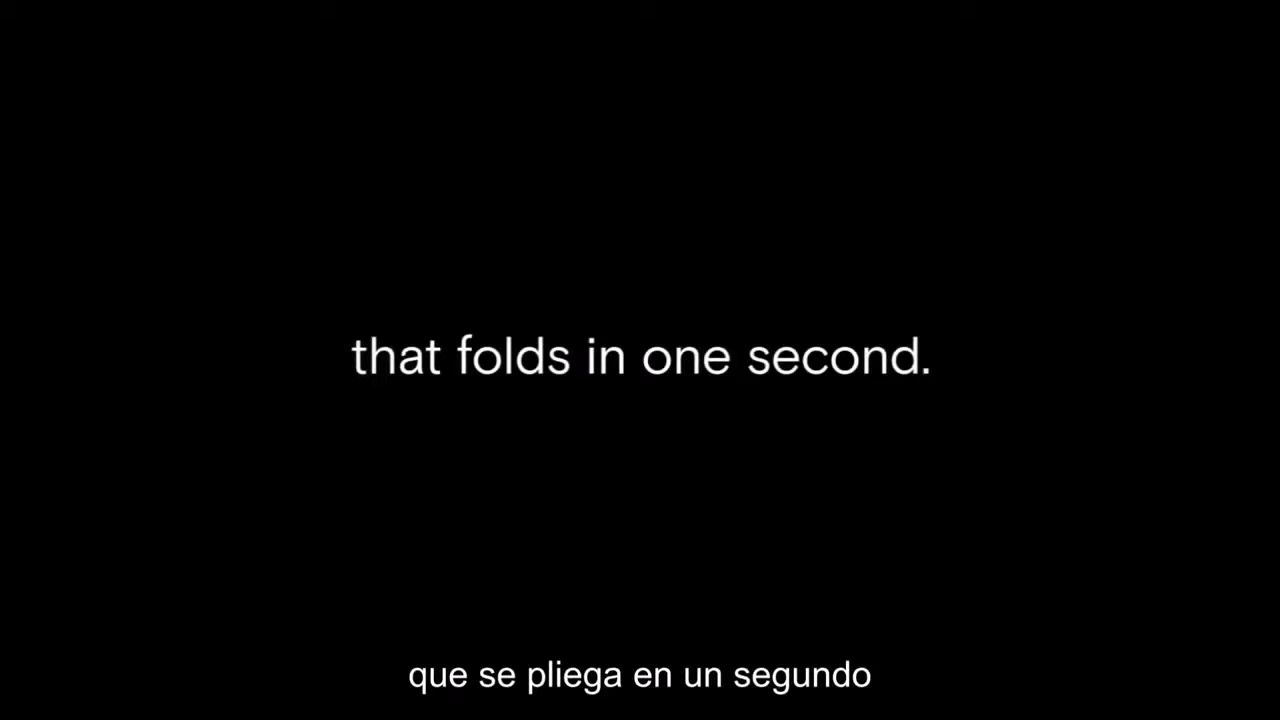 that folds in one second.
que se pliega en un segundo